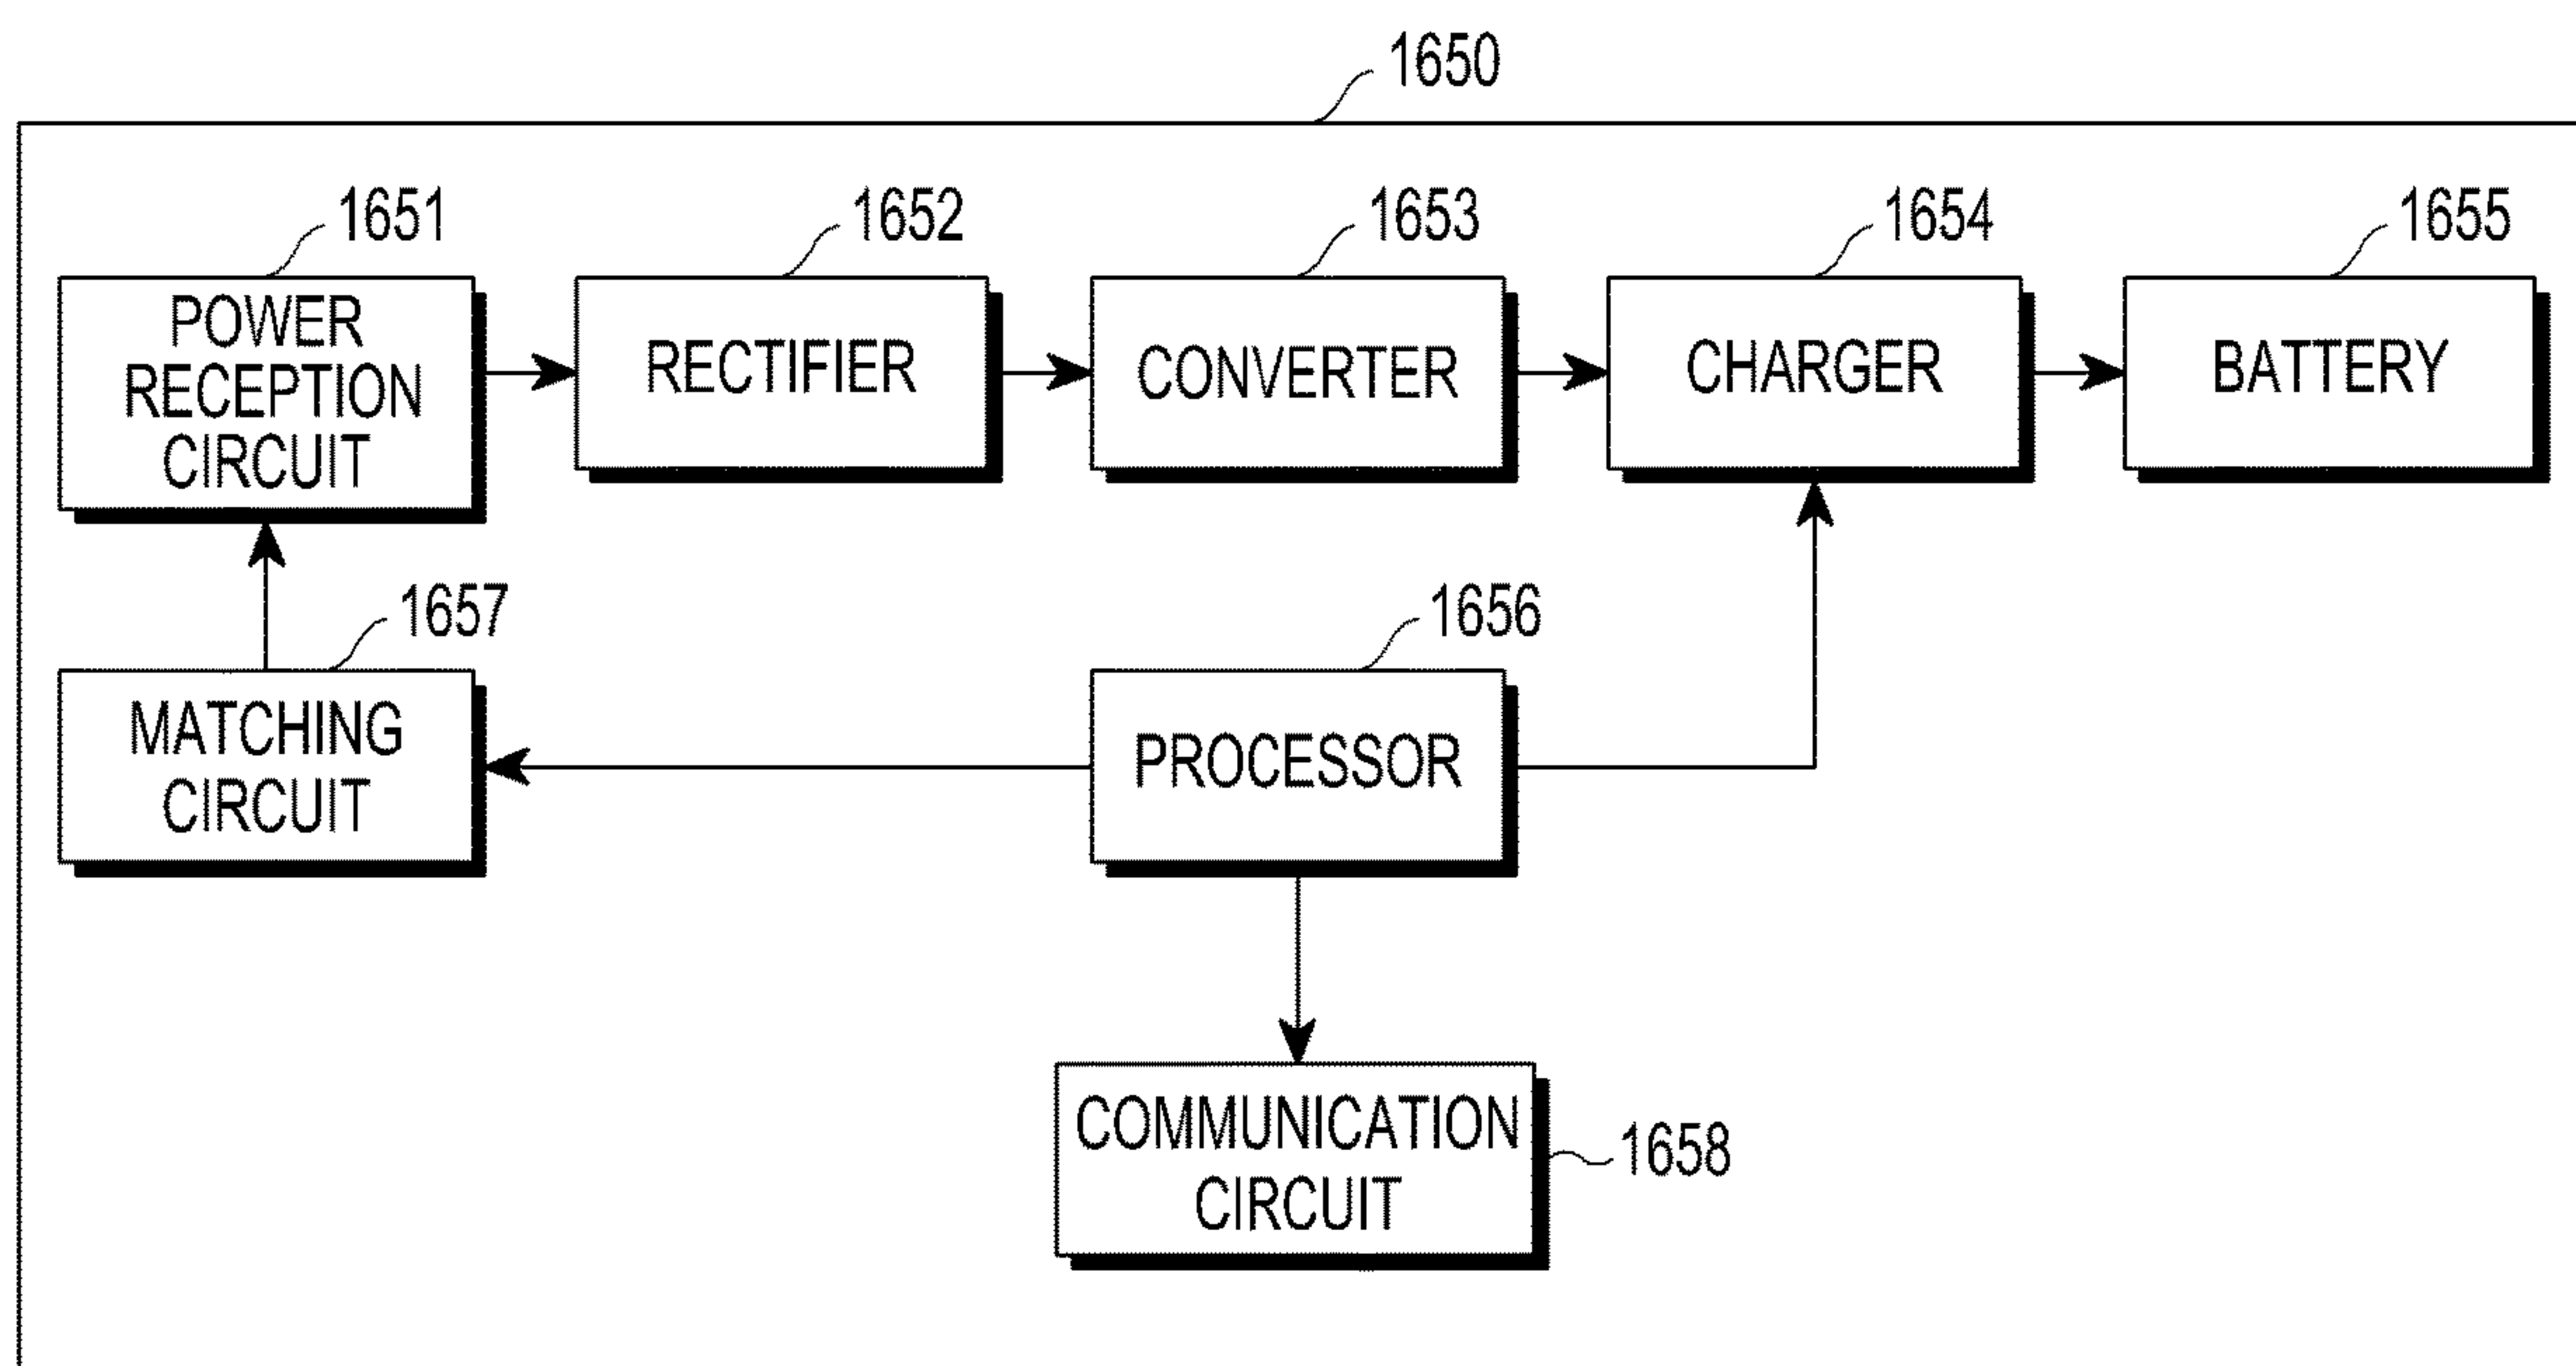 1650
1651
1652
1653
1654
1655
POWER
RECEPTION
CIRCUIT
RECTIFIER
CONVERTER
CHARGER
BATTERY
1657
1656
MATCHING
CIRCUIT
PROCESSOR
COMMUNICATION
CIRCUIT
1658